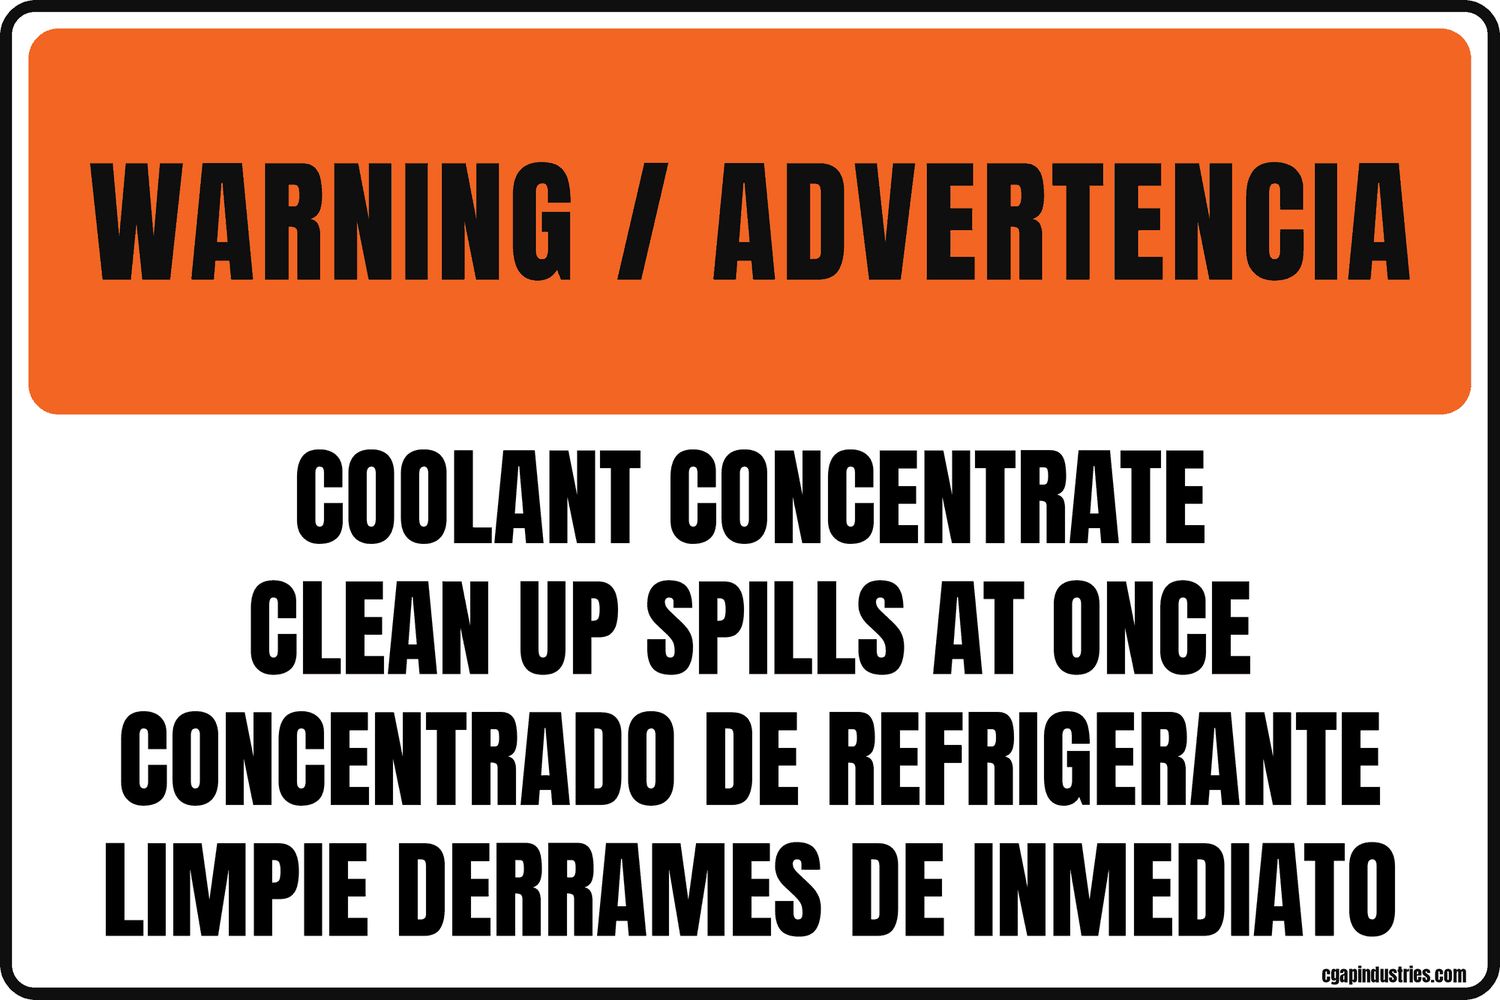 WARNING / ADVERTENCIA
COOLANT CONCENTRATE
CLEAN UP SPILLS AT ONCE
CONCENTRADO DE REFRIGERANTE
LIMPIE DERRAMES DE INMEDIATO
cgapindustries.com